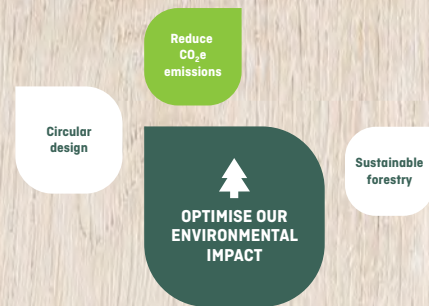 Reduce
CO₂e
emissions
Circular
design
Sustainable
forestry
OPTIMISE OUR
ENVIRONMENTAL
IMPACT